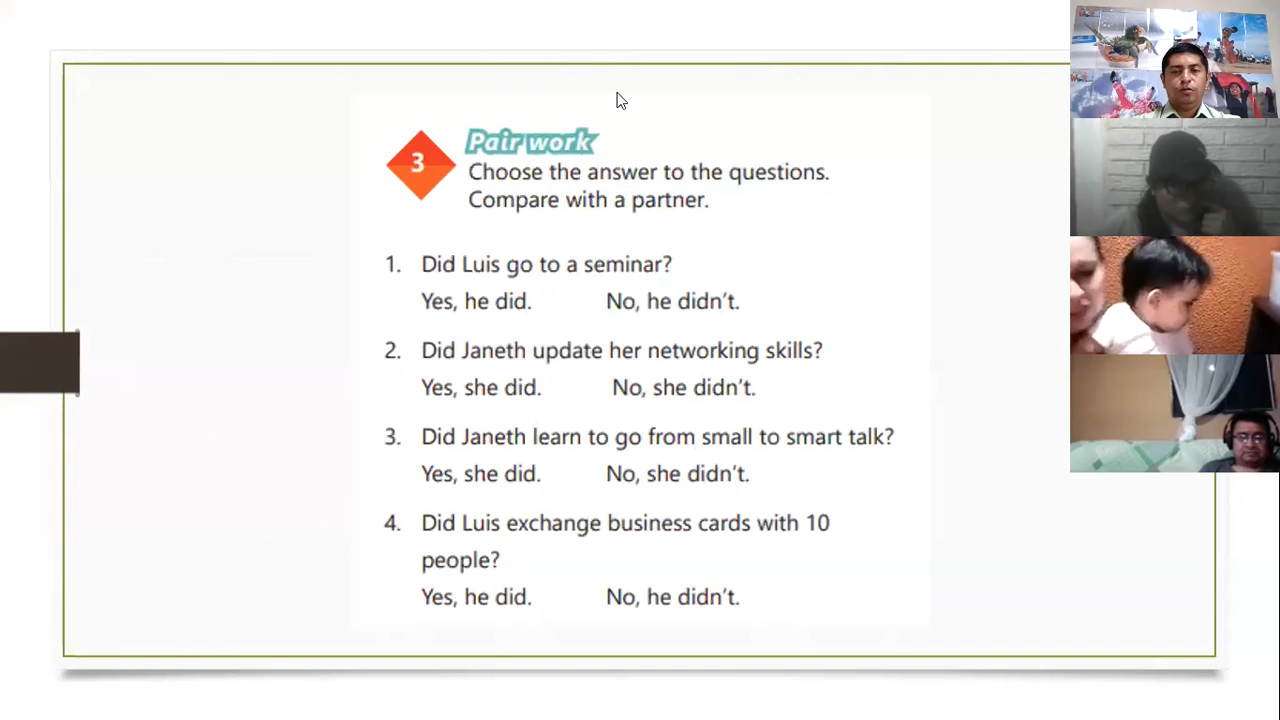 3
Pair work
Choose the answer to the questions.
Compare with a partner.
1. Did Luis go to a seminar?
Yes, he did. No, he didn't.
2. Did Janeth update her networking skills?
Yes, she did. No, she didn't.
3. Did Janeth learn to go from small to smart talk?
Yes, she did. No, she didn't.
4. Did Luis exchange business cards with 10
people?
Yes, he did. No, he didn't.